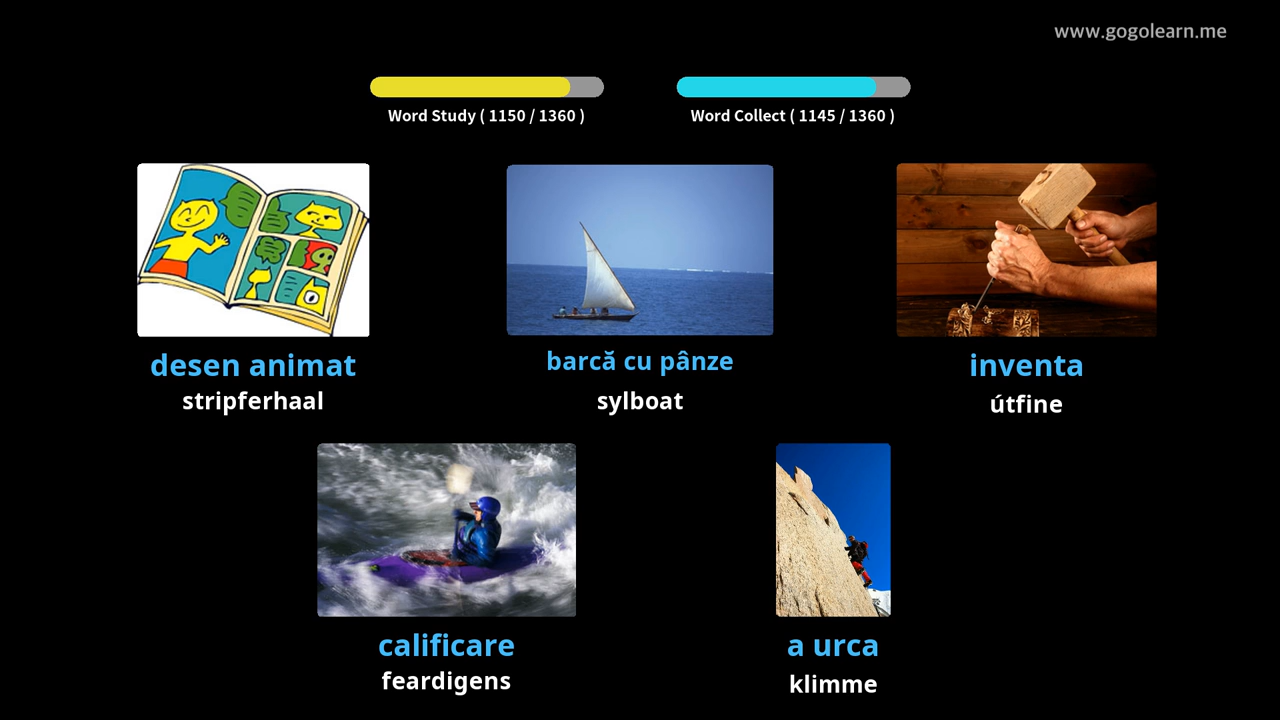 www.gogolearn.me
Word Study ( 1150 / 1360 )
Word Collect ( 1145 / 1360 )
desen animat
stripferhaal
barcă cu pânze
sylboat
inventa
útfine
calificare
feardigens
a urca
klimme